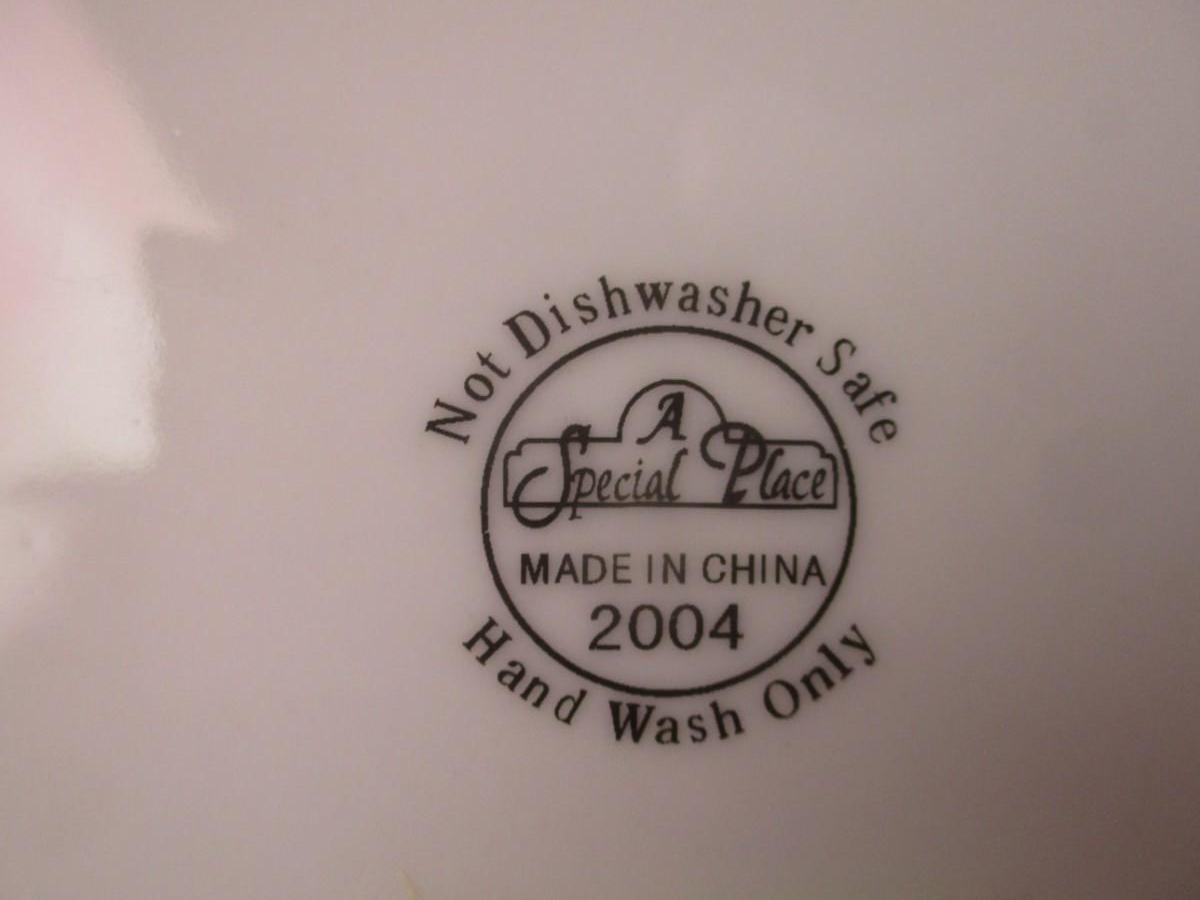 Not Dishwasher Safe
A
Special Place
MADE IN CHINA
2004
Hand Wash Only